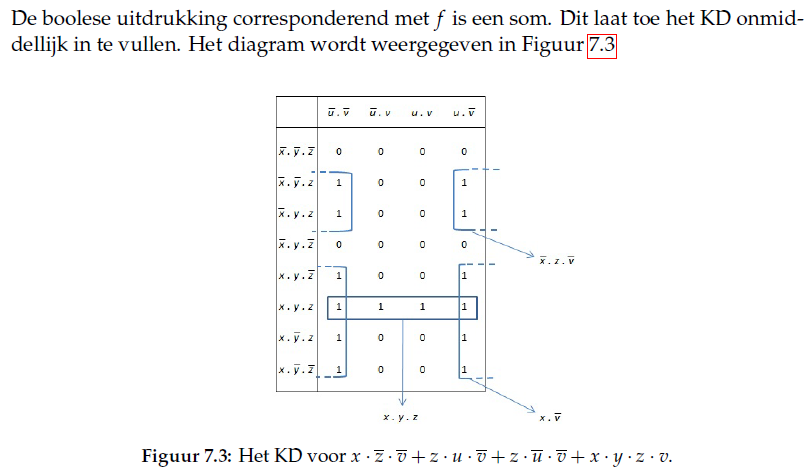 De boolese uitdrukking corresponderend met f is een som. Dit laat toe het KD onmid-
dellijk in te vullen. Het diagram wordt weergegeven in Figuur 7.3
u̅ . v̅ u̅ . v u . v u . v̅
x̅ . y̅ . z̅ 0 0 0 0
x̅ . y̅ . z 1 0 0 1
x̅ . y . z 1 0 0 1
x̅ . y . z̅ 0 0 0 0
x̅ . z . v̅
x . y . z̅ 1 0 0 1
x . y . z 1 1 1 1
x . y̅ . z 1 0 0 1
x . y̅ . z̅ 1 0 0 1
x . y . z x . v̅
Figuur 7.3: Het KD voor x · z̅ · v̅ + z · u · v̅ + z · u̅ · v̅ + x · y · z · v.